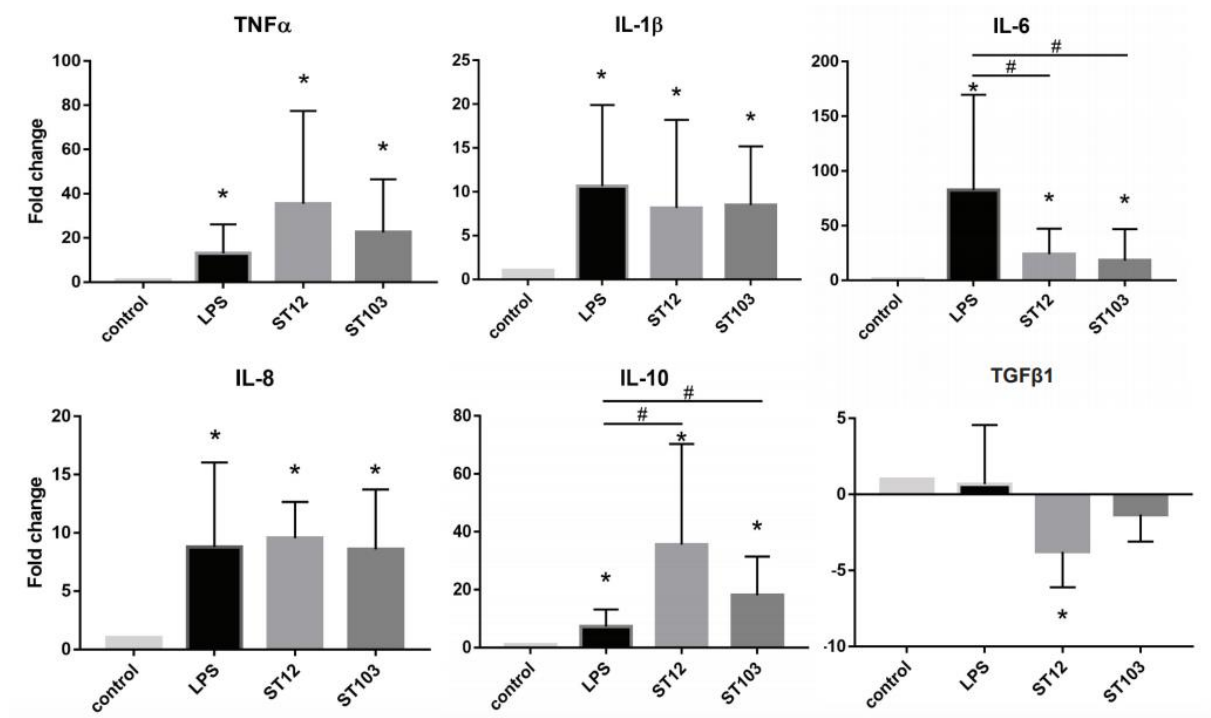 TNFα
Fold change
100
80
60
40
20
0
*
*
*
control
LPS
ST12
ST103
IL-1β
25
20
15
10
5
0
*
*
*
control
LPS
ST12
ST103
IL-6
200
150
100
50
0
#
#
*
*
*
control
LPS
ST12
ST103
IL-8
Fold change
20
15
10
5
0
*
*
*
control
LPS
ST12
ST103
IL-10
80
60
40
20
0
#
#
*
*
*
control
LPS
ST12
ST103
TGFβ1
5
0
-5
-10
*
control
LPS
ST12
ST103